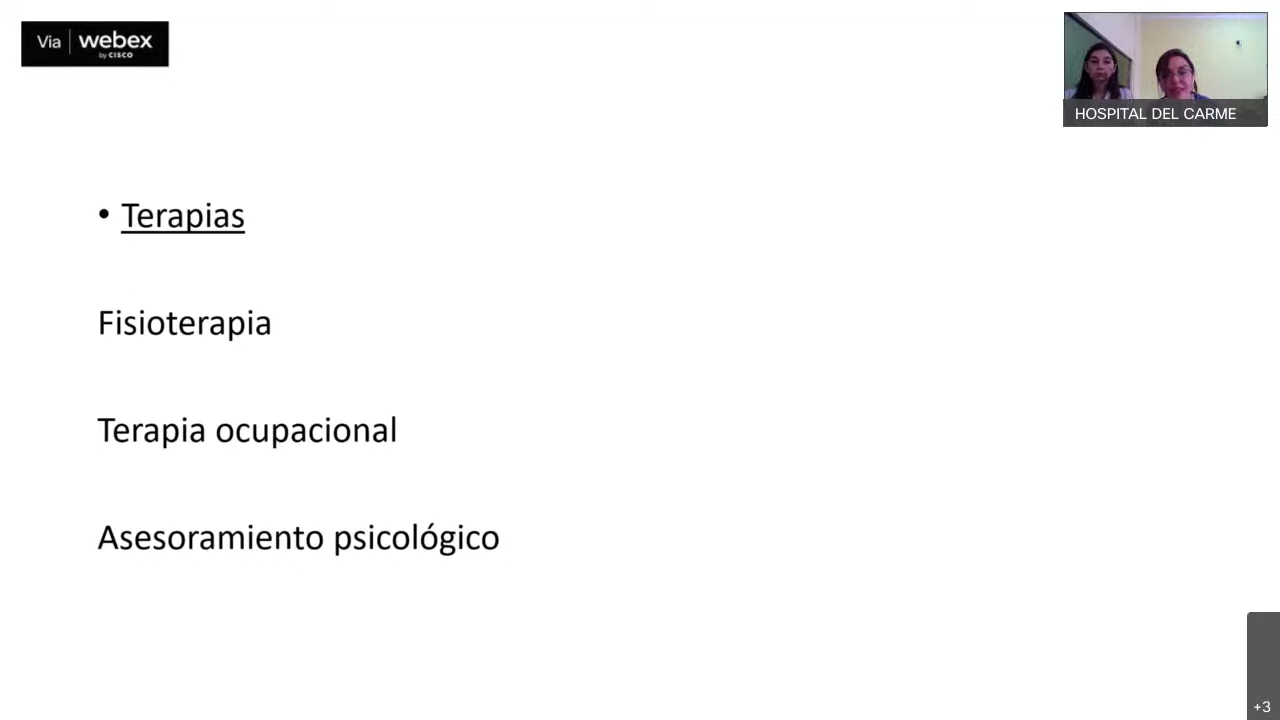 Via webex
by CISCO
HOSPITAL DEL CARME
• Terapias
Fisioterapia
Terapia ocupacional
Asesoramiento psicológico
+3